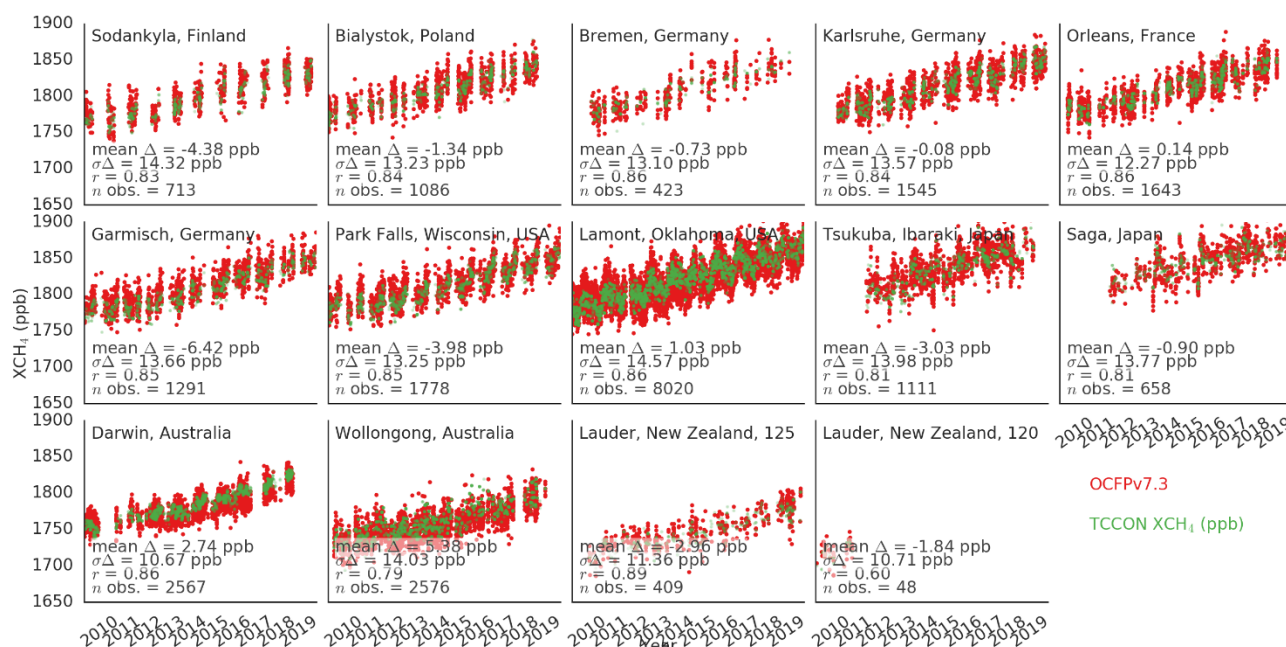 1900
1850
1800
1750
1700
1650
Sodankyla, Finland
mean Δ = -4.38 ppb
σΔ = 14.32 ppb
r = 0.83
n obs. = 713
Bialystok, Poland
mean Δ = -1.34 ppb
σΔ = 13.23 ppb
r = 0.84
n obs. = 1086
Bremen, Germany
mean Δ = -0.73 ppb
σΔ = 13.10 ppb
r = 0.86
n obs. = 423
Karlsruhe, Germany
mean Δ = -0.08 ppb
σΔ = 13.57 ppb
r = 0.84
n obs. = 1545
Orleans, France
mean Δ = 0.14 ppb
σΔ = 12.27 ppb
r = 0.86
n obs. = 1643
XCH₄ (ppb)
1900
1850
1800
1750
1700
1650
Garmisch, Germany
mean Δ = -6.42 ppb
σΔ = 13.66 ppb
r = 0.85
n obs. = 1291
Park Falls, Wisconsin, USA
mean Δ = -3.98 ppb
σΔ = 13.25 ppb
r = 0.85
n obs. = 1778
Lamont, Oklahoma, USA
mean Δ = 1.03 ppb
σΔ = 14.57 ppb
r = 0.86
n obs. = 8020
Tsukuba, Ibaraki, Japan
mean Δ = -3.03 ppb
σΔ = 13.98 ppb
r = 0.81
n obs. = 1111
Saga, Japan
mean Δ = -0.90 ppb
σΔ = 13.77 ppb
r = 0.81
n obs. = 658
2010 2011 2012 2013 2014 2015 2016 2017 2018 2019
1900
1850
1800
1750
1700
1650
Darwin, Australia
mean Δ = 2.74 ppb
σΔ = 10.67 ppb
r = 0.86
n obs. = 2567
Wollongong, Australia
mean Δ = 5.38 ppb
σΔ = 14.03 ppb
r = 0.79
n obs. = 2576
Lauder, New Zealand, 125
mean Δ = -2.96 ppb
σΔ = 11.36 ppb
r = 0.89
n obs. = 409
Lauder, New Zealand, 120
mean Δ = -1.84 ppb
σΔ = 10.71 ppb
r = 0.60
n obs. = 48
OCFPv7.3
TCCON XCH₄ (ppb)
2010 2011 2012 2013 2014 2015 2016 2017 2018 2019
2010 2011 2012 2013 2014 2015 2016 2017 2018 2019
2010 2011 2012 2013 2014 2015 2016 2017 2018 2019
2010 2011 2012 2013 2014 2015 2016 2017 2018 2019
Year